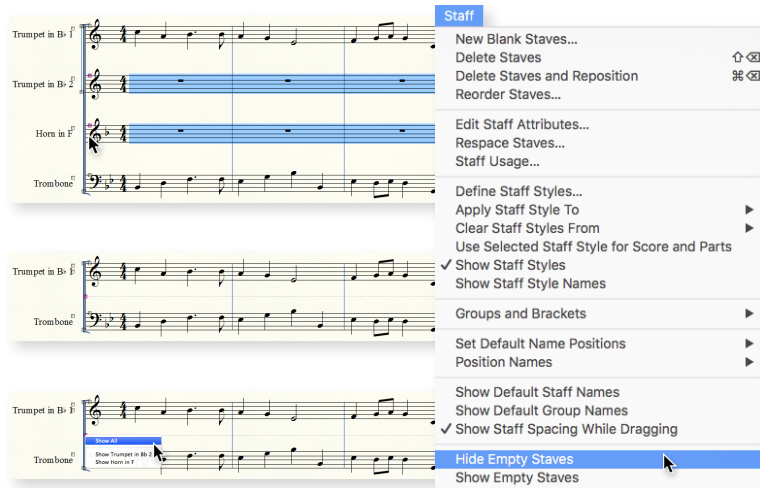 Trumpet in B♭ 1
Trumpet in B♭ 2
Horn in F
Trombone
Trumpet in B♭ 1
Trombone
Trumpet in B♭ 1
Show All
Show Trumpet in Bb 2
Show Horn in F
Trombone
Staff
New Blank Staves...
Delete Staves ⇧⌫
Delete Staves and Reposition ⌘⌫
Reorder Staves...
Edit Staff Attributes...
Respace Staves...
Staff Usage...
Define Staff Styles...
Apply Staff Style To ▶
Clear Staff Styles From ▶
Use Selected Staff Style for Score and Parts
✓ Show Staff Styles
Show Staff Style Names
Groups and Brackets ▶
Set Default Name Positions ▶
Position Names ▶
Show Default Staff Names
Show Default Group Names
✓ Show Staff Spacing While Dragging
Hide Empty Staves
Show Empty Staves